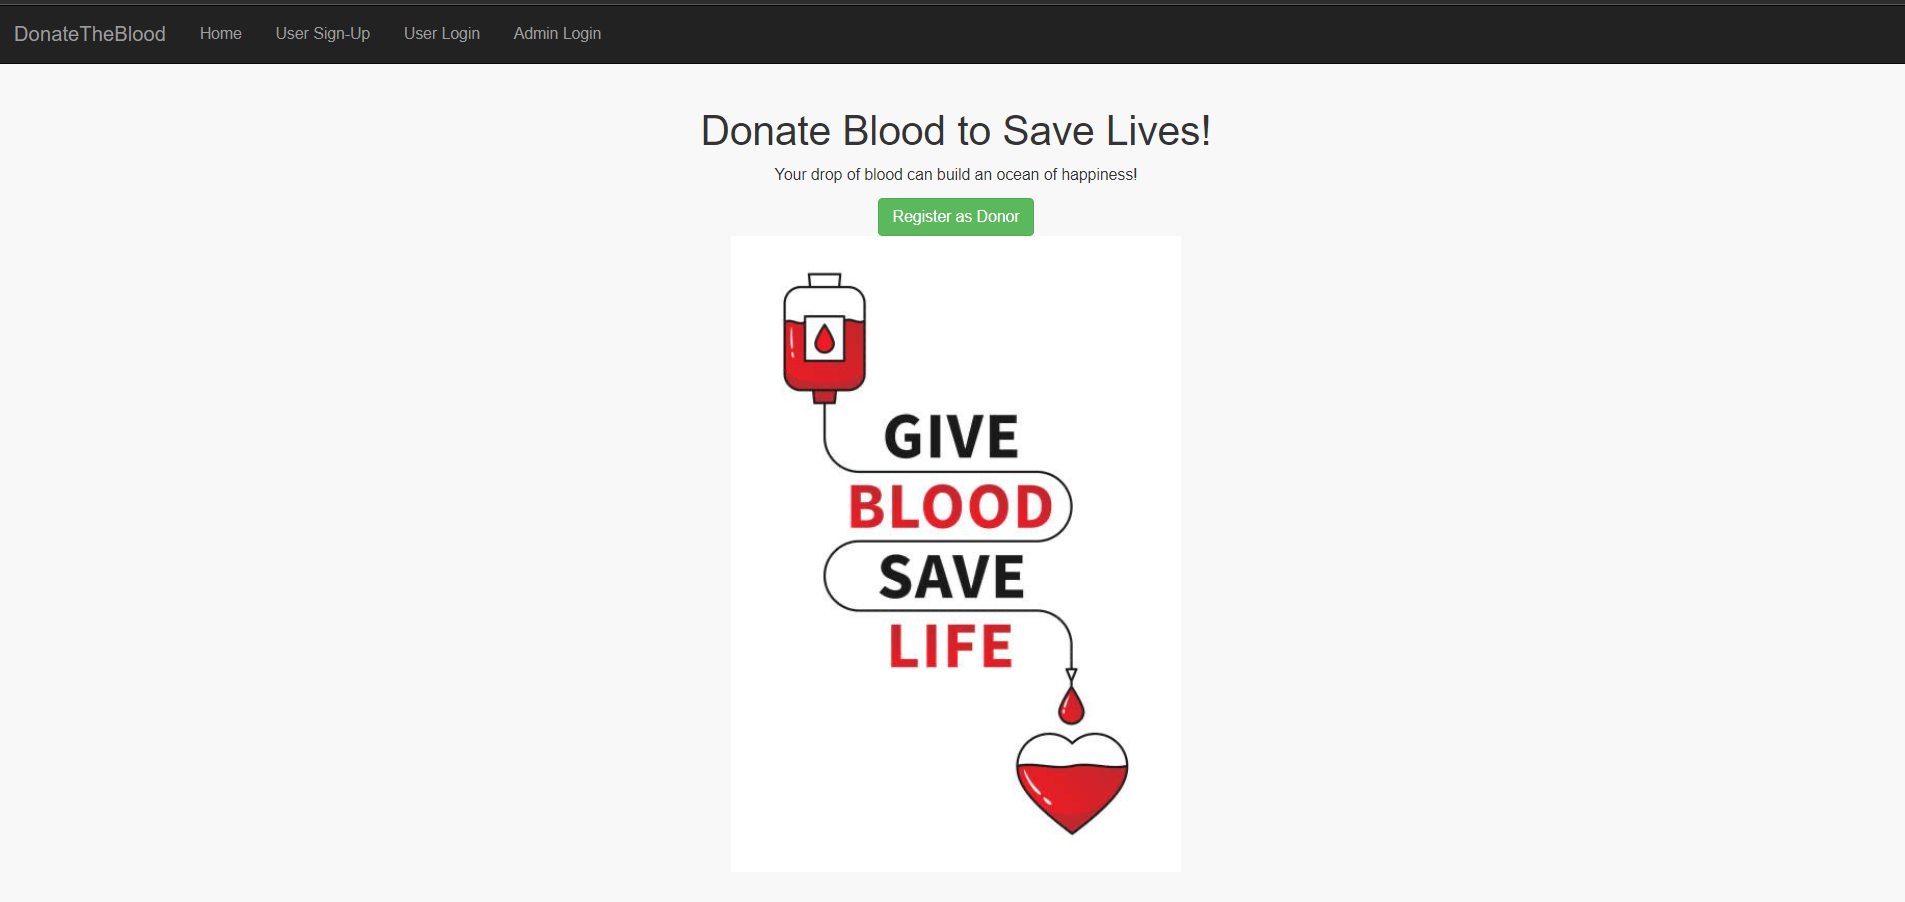 DonateTheBlood Home User Sign-Up User Login Admin Login
Donate Blood to Save Lives!
Your drop of blood can build an ocean of happiness!
Register as Donor
GIVE
BLOOD
SAVE
LIFE